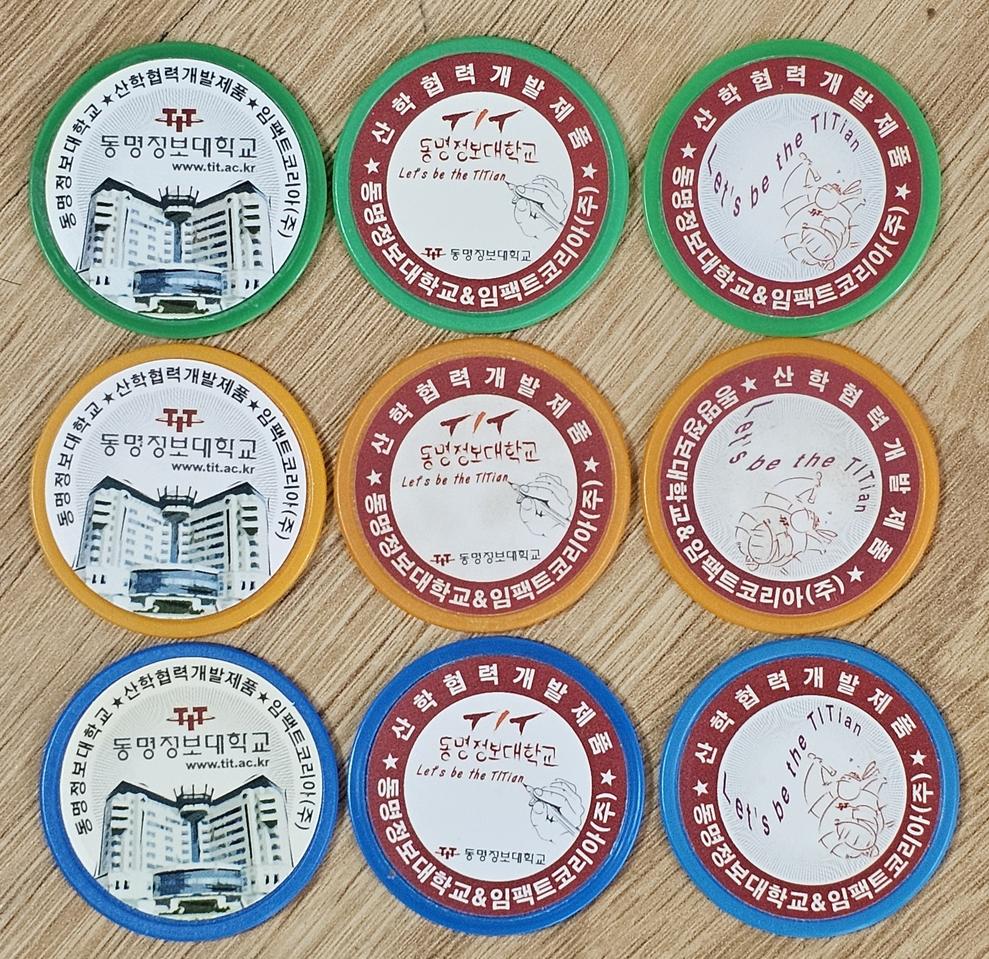 동명정보대학교★산학협력개발제품★임팩트코리아(주)
TIT
동명정보대학교
www.tit.ac.kr
★산학협력개발제품★
TIT
동명정보대학교
Let's be the TITian
TIT 동명정보대학교
동명정보대학교&임팩트코리아(주)
★산학협력개발제품★
Let's be the TITian
동명정보대학교&임팩트코리아(주)
동명정보대학교★산학협력개발제품★임팩트코리아(주)
TIT
동명정보대학교
www.tit.ac.kr
★산학협력개발제품★
TIT
동명정보대학교
Let's be the TITian
TIT 동명정보대학교
동명정보대학교&임팩트코리아(주)
★산학협력개발제품★
Let's be the TITian
동명정보대학교&임팩트코리아(주)
동명정보대학교★산학협력개발제품★임팩트코리아(주)
TIT
동명정보대학교
www.tit.ac.kr
★산학협력개발제품★
TIT
동명정보대학교
Let's be the TITian
TIT 동명정보대학교
동명정보대학교&임팩트코리아(주)
★산학협력개발제품★
Let's be the TITian
동명정보대학교&임팩트코리아(주)